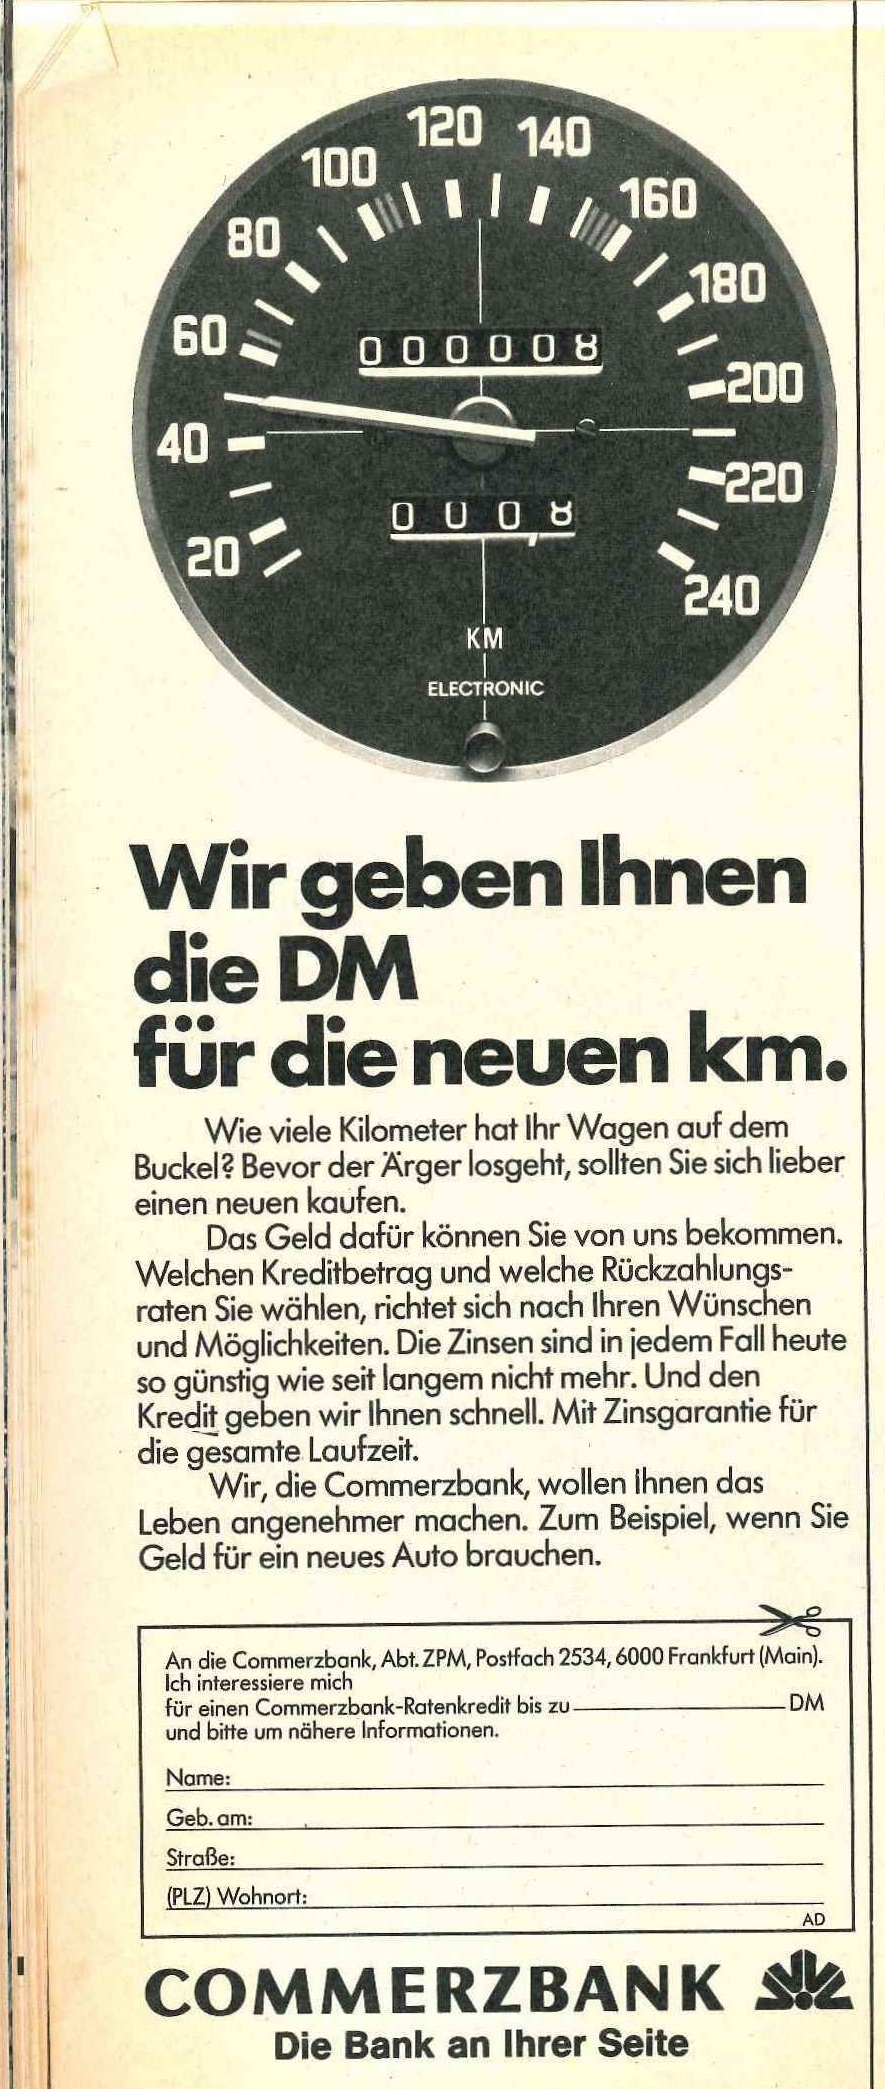 120 140
100 160
80 180
60 000008 200
40
0008 220
20 240
KM
ELECTRONIC
Wir geben Ihnen
die DM
für die neuen km.
Wie viele Kilometer hat Ihr Wagen auf dem
Buckel? Bevor der Ärger losgeht, sollten Sie sich lieber
einen neuen kaufen.
Das Geld dafür können Sie von uns bekommen.
Welchen Kreditbetrag und welche Rückzahlungs-
raten Sie wählen, richtet sich nach Ihren Wünschen
und Möglichkeiten. Die Zinsen sind in jedem Fall heute
so günstig wie seit langem nicht mehr. Und den
Kredit geben wir Ihnen schnell. Mit Zinsgarantie für
die gesamte Laufzeit.
Wir, die Commerzbank, wollen Ihnen das
Leben angenehmer machen. Zum Beispiel, wenn Sie
Geld für ein neues Auto brauchen.
An die Commerzbank, Abt. ZPM, Postfach 2534, 6000 Frankfurt (Main).
Ich interessiere mich
für einen Commerzbank-Ratenkredit bis zu DM
und bitte um nähere Informationen.
Name:
Geb. am:
Straße:
(PLZ) Wohnort:
AD
COMMERZBANK
Die Bank an Ihrer Seite